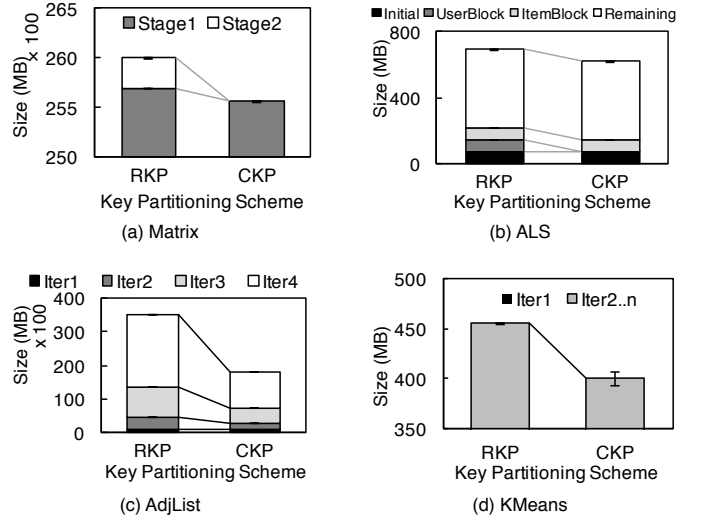 Stage1 Stage2
265
260
255
250
Size (MB)
x 100
RKP CKP
Key Partitioning Scheme
(a) Matrix
Initial UserBlock ItemBlock Remaining
800
400
0
Size (MB)
RKP CKP
Key Partitioning Scheme
(b) ALS
Iter1 Iter2 Iter3 Iter4
400
300
200
100
0
Size (MB)
x 100
RKP CKP
Key Partitioning Scheme
(c) AdjList
Iter1 Iter2..n
500
450
400
350
Size (MB)
RKP CKP
Key Partitioning Scheme
(d) KMeans